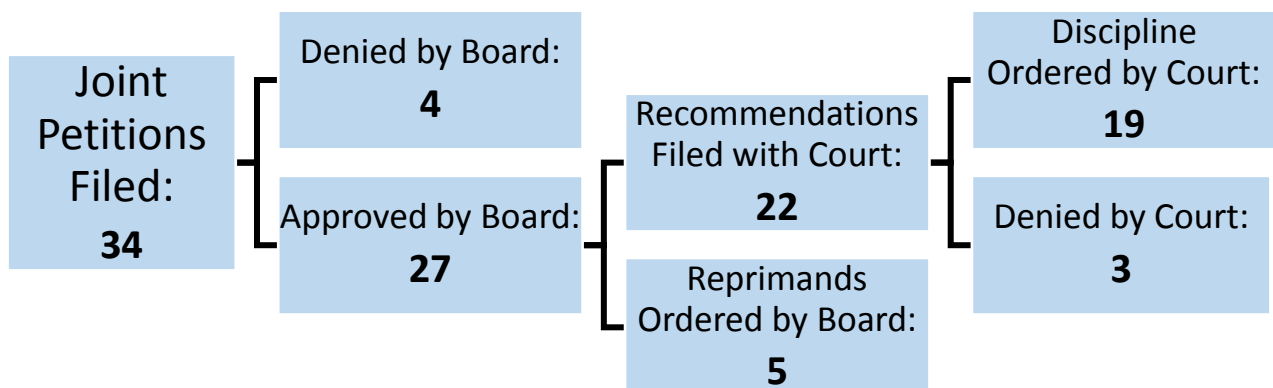 Joint
Petitions
Filed:
34
Denied by Board:
4
Approved by Board:
27
Recommendations
Filed with Court:
22
Reprimands
Ordered by Board:
5
Discipline
Ordered by Court:
19
Denied by Court:
3